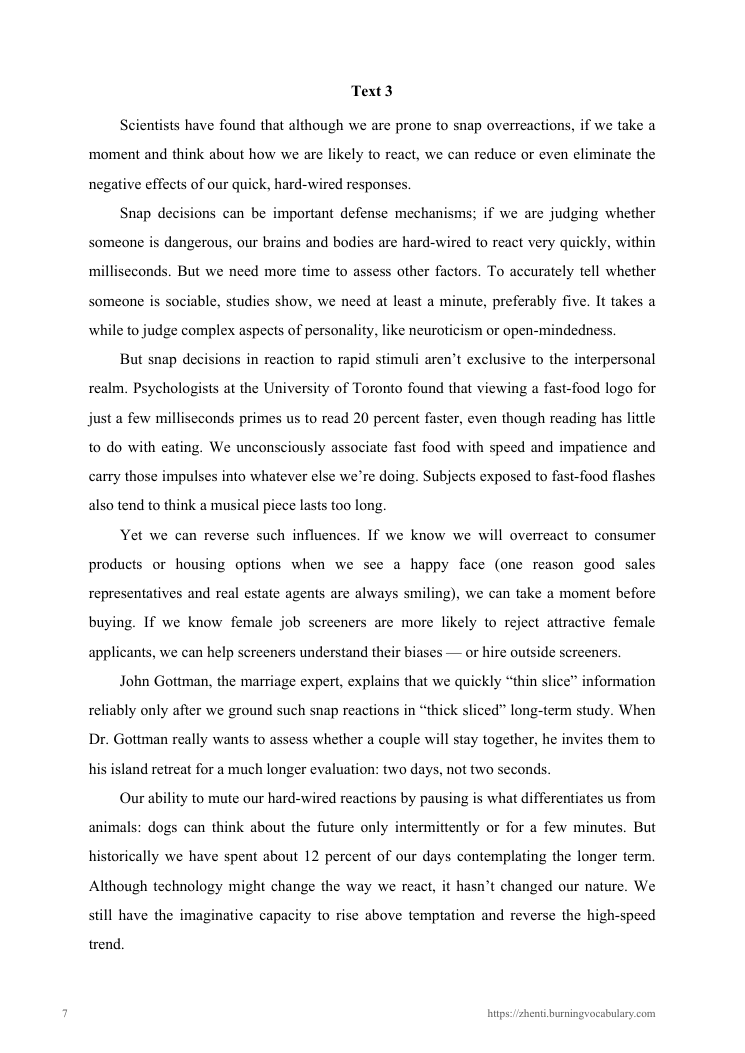 Text 3
Scientists have found that although we are prone to snap overreactions, if we take a
moment and think about how we are likely to react, we can reduce or even eliminate the
negative effects of our quick, hard-wired responses.
Snap decisions can be important defense mechanisms; if we are judging whether
someone is dangerous, our brains and bodies are hard-wired to react very quickly, within
milliseconds. But we need more time to assess other factors. To accurately tell whether
someone is sociable, studies show, we need at least a minute, preferably five. It takes a
while to judge complex aspects of personality, like neuroticism or open-mindedness.
But snap decisions in reaction to rapid stimuli aren’t exclusive to the interpersonal
realm. Psychologists at the University of Toronto found that viewing a fast-food logo for
just a few milliseconds primes us to read 20 percent faster, even though reading has little
to do with eating. We unconsciously associate fast food with speed and impatience and
carry those impulses into whatever else we’re doing. Subjects exposed to fast-food flashes
also tend to think a musical piece lasts too long.
Yet we can reverse such influences. If we know we will overreact to consumer
products or housing options when we see a happy face (one reason good sales
representatives and real estate agents are always smiling), we can take a moment before
buying. If we know female job screeners are more likely to reject attractive female
applicants, we can help screeners understand their biases — or hire outside screeners.
John Gottman, the marriage expert, explains that we quickly “thin slice” information
reliably only after we ground such snap reactions in “thick sliced” long-term study. When
Dr. Gottman really wants to assess whether a couple will stay together, he invites them to
his island retreat for a much longer evaluation: two days, not two seconds.
Our ability to mute our hard-wired reactions by pausing is what differentiates us from
animals: dogs can think about the future only intermittently or for a few minutes. But
historically we have spent about 12 percent of our days contemplating the longer term.
Although technology might change the way we react, it hasn’t changed our nature. We
still have the imaginative capacity to rise above temptation and reverse the high-speed
trend.
7
https://zhenti.burningvocabulary.com